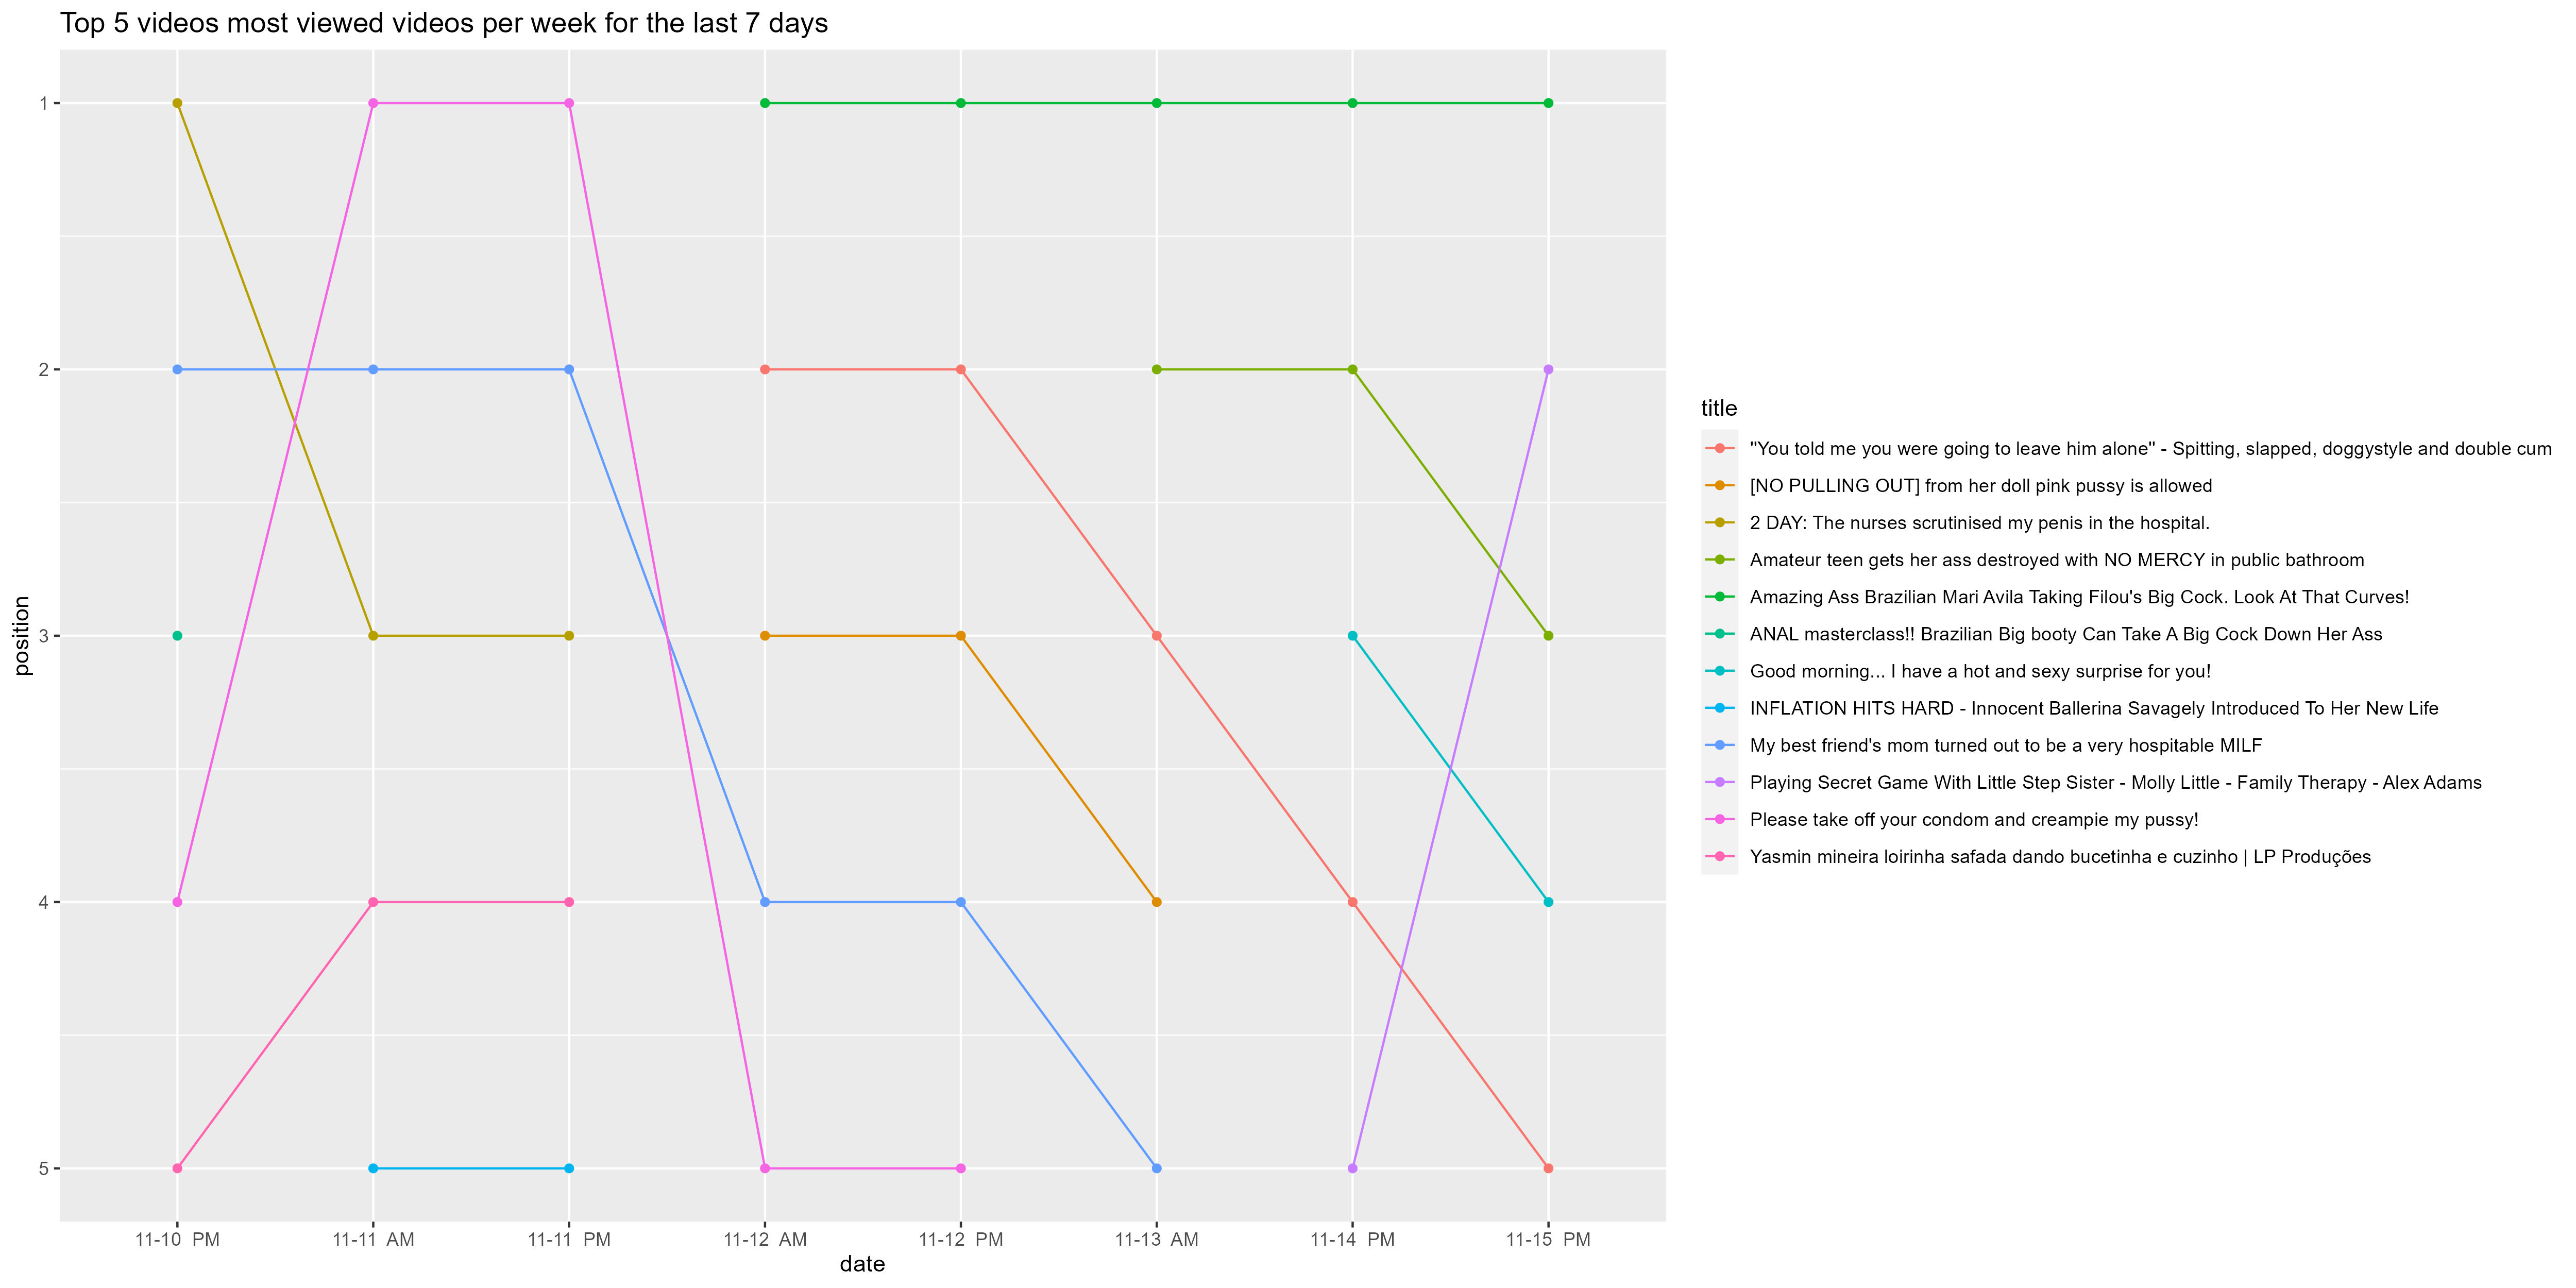 Top 5 videos most viewed videos per week for the last 7 days
position
1
2
3
4
5
11-10 PM
11-11 AM
11-11 PM
11-12 AM
11-12 PM
11-13 AM
11-14 PM
11-15 PM
date
title
"You told me you were going to leave him alone" - Spitting, slapped, doggystyle and double cum
[NO PULLING OUT] from her doll pink pussy is allowed
2 DAY: The nurses scrutinised my penis in the hospital.
Amateur teen gets her ass destroyed with NO MERCY in public bathroom
Amazing Ass Brazilian Mari Avila Taking Filou's Big Cock. Look At That Curves!
ANAL masterclass!! Brazilian Big booty Can Take A Big Cock Down Her Ass
Good morning... I have a hot and sexy surprise for you!
INFLATION HITS HARD - Innocent Ballerina Savagely Introduced To Her New Life
My best friend's mom turned out to be a very hospitable MILF
Playing Secret Game With Little Step Sister - Molly Little - Family Therapy - Alex Adams
Please take off your condom and creampie my pussy!
Yasmin mineira loirinha safada dando bucetinha e cuzinho | LP Produções